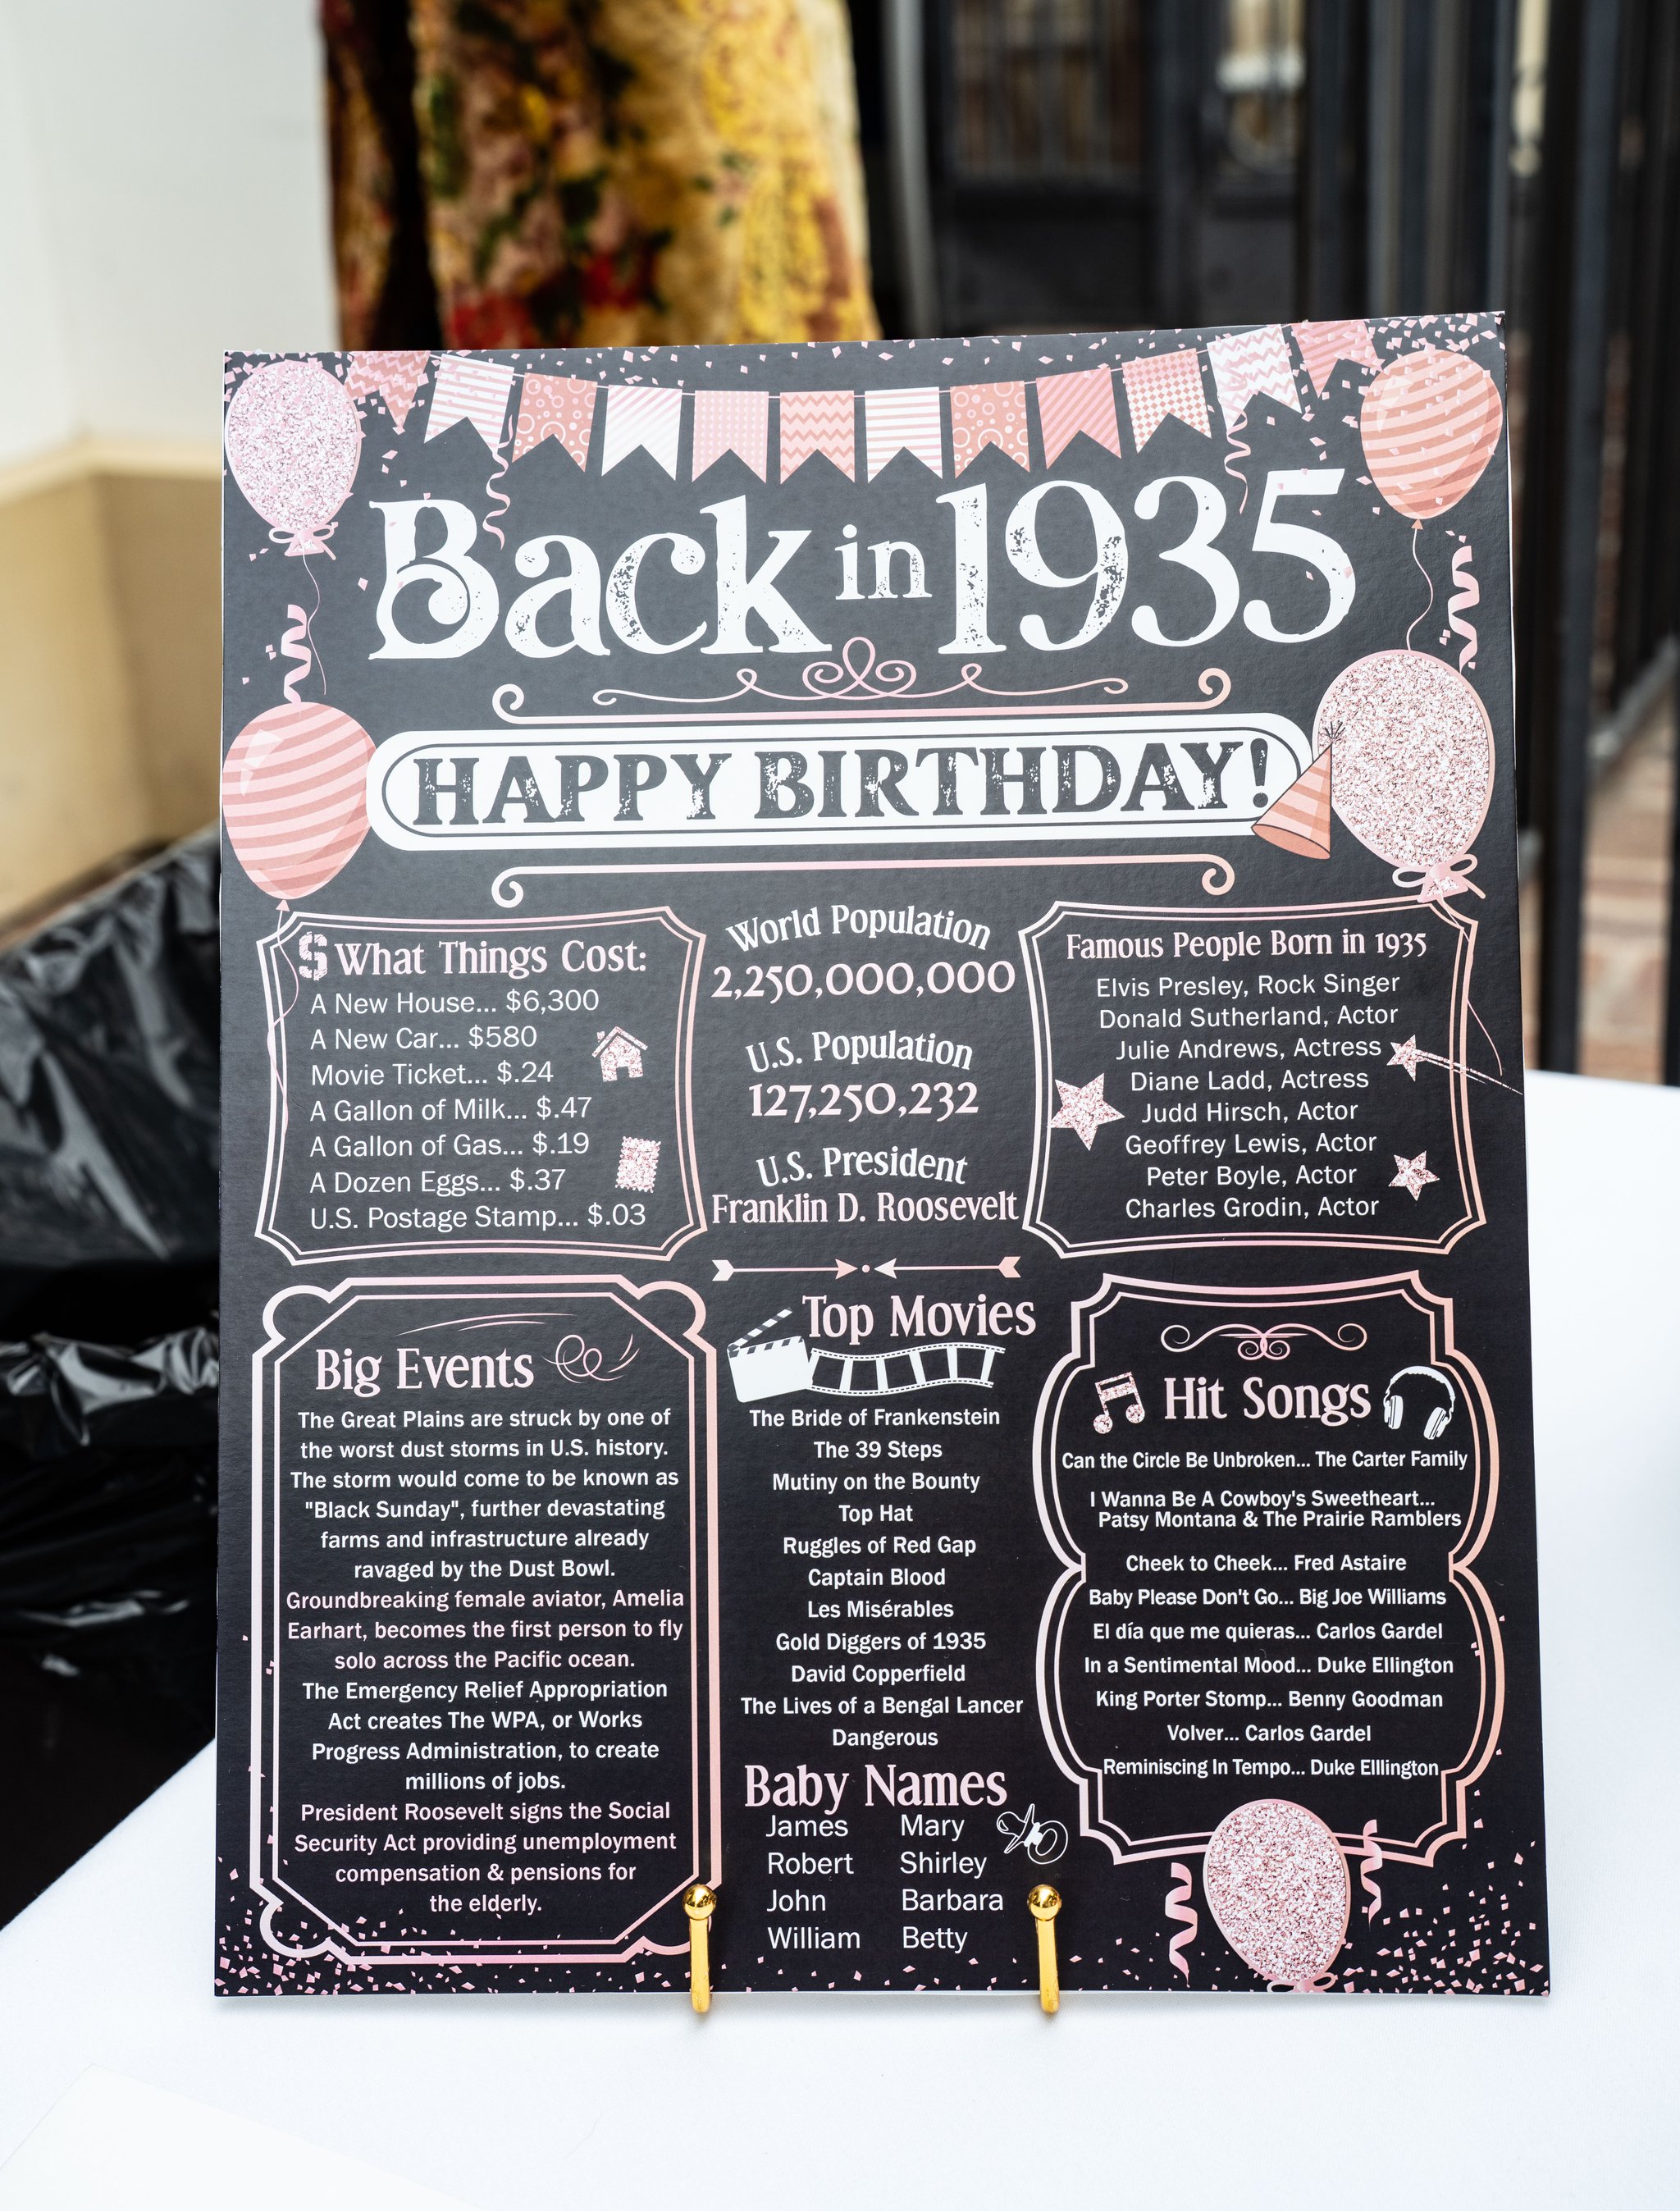 Back in 1935
HAPPY BIRTHDAY!
$ What Things Cost:
A New House... $6,300
A New Car... $580
Movie Ticket... $.24
A Gallon of Milk... $.47
A Gallon of Gas... $.19
A Dozen Eggs... $.37
U.S. Postage Stamp... $.03
World Population
2,250,000,000
U.S. Population
127,250,232
U.S. President
Franklin D. Roosevelt
Famous People Born in 1935
Elvis Presley, Rock Singer
Donald Sutherland, Actor
Julie Andrews, Actress
Diane Ladd, Actress
Judd Hirsch, Actor
Geoffrey Lewis, Actor
Peter Boyle, Actor
Charles Grodin, Actor
Big Events
The Great Plains are struck by one of
the worst dust storms in U.S. history.
The storm would come to be known as
"Black Sunday", further devastating
farms and infrastructure already
ravaged by the Dust Bowl.
Groundbreaking female aviator, Amelia
Earhart, becomes the first person to fly
solo across the Pacific ocean.
The Emergency Relief Appropriation
Act creates The WPA, or Works
Progress Administration, to create
millions of jobs.
President Roosevelt signs the Social
Security Act providing unemployment
compensation & pensions for
the elderly.
Top Movies
The Bride of Frankenstein
The 39 Steps
Mutiny on the Bounty
Top Hat
Ruggles of Red Gap
Captain Blood
Les Misérables
Gold Diggers of 1935
David Copperfield
The Lives of a Bengal Lancer
Dangerous
Baby Names
James Mary
Robert Shirley
John Barbara
William Betty
Hit Songs
Can the Circle Be Unbroken... The Carter Family
I Wanna Be A Cowboy's Sweetheart...
Patsy Montana & The Prairie Ramblers
Cheek to Cheek... Fred Astaire
Baby Please Don't Go... Big Joe Williams
El día que me quieras... Carlos Gardel
In a Sentimental Mood... Duke Ellington
King Porter Stomp... Benny Goodman
Volver... Carlos Gardel
Reminiscing In Tempo... Duke Elllington